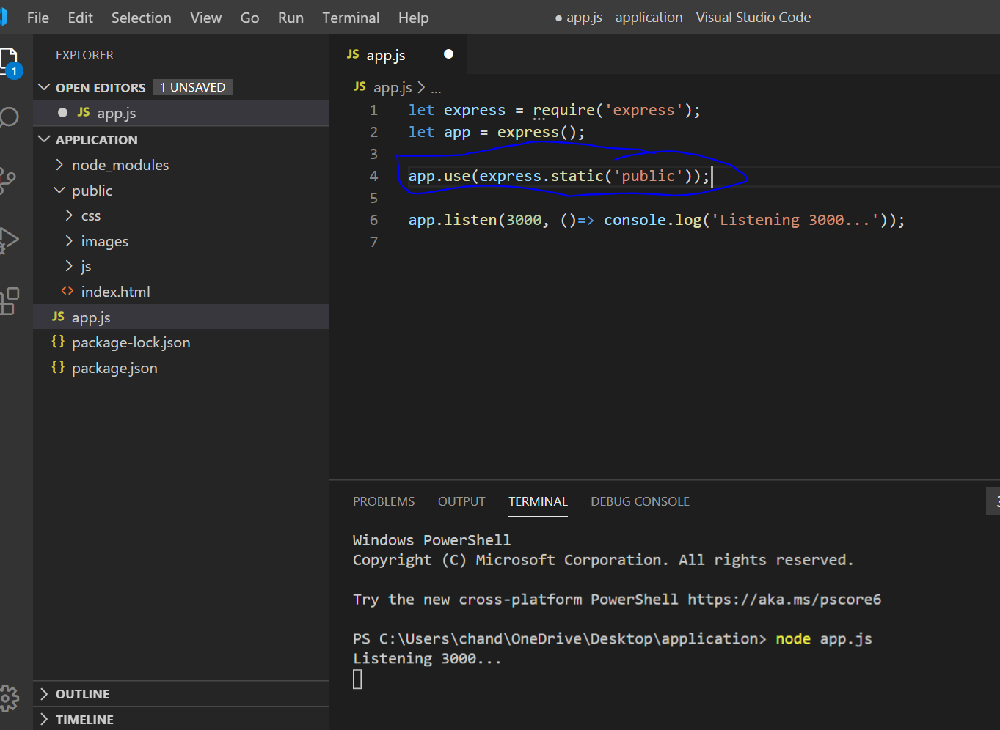 File Edit Selection View Go Run Terminal Help ● app.js - application - Visual Studio Code
1
EXPLORER
OPEN EDITORS 1 UNSAVED
JS app.js
APPLICATION
node_modules
public
css
images
js
<> index.html
JS app.js
{} package-lock.json
{} package.json
OUTLINE
TIMELINE
JS app.js
JS app.js > ...
1 let express = require('express');
2 let app = express();
3
4 app.use(express.static('public'));
5
6 app.listen(3000, ()=> console.log('Listening 3000...'));
7
PROBLEMS OUTPUT TERMINAL DEBUG CONSOLE
Windows PowerShell
Copyright (C) Microsoft Corporation. All rights reserved.
Try the new cross-platform PowerShell https://aka.ms/pscore6
PS C:\Users\chand\OneDrive\Desktop\application> node app.js
Listening 3000...